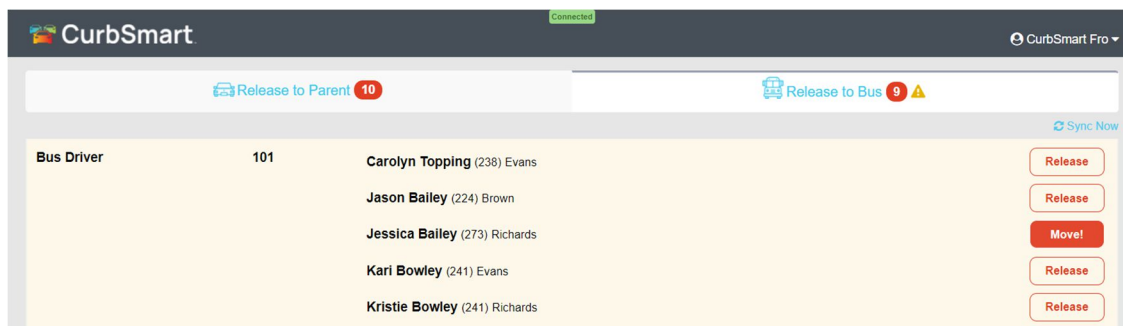 Connected
CurbSmart
CurbSmart Fro
Release to Parent 10
Release to Bus 9
Sync Now
Bus Driver 101 Carolyn Topping (238) Evans Release
Jason Bailey (224) Brown Release
Jessica Bailey (273) Richards Move!
Kari Bowley (241) Evans Release
Kristie Bowley (241) Richards Release